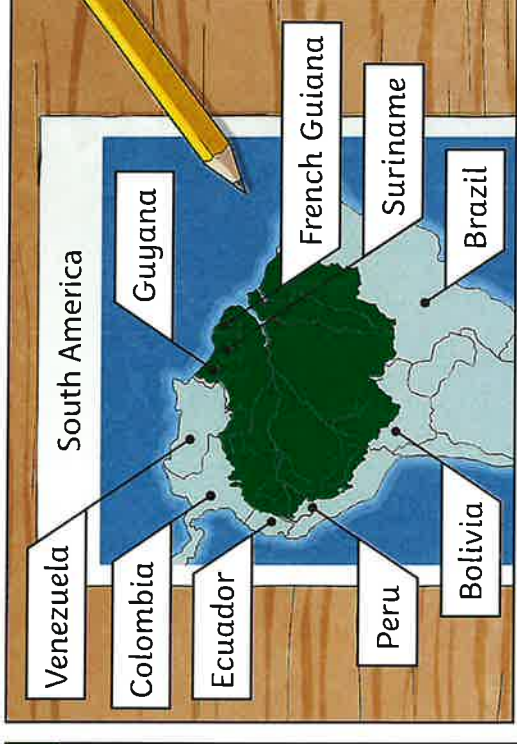 South America
Venezuela
Colombia
Ecuador
Peru
Bolivia
Guyana
French Guiana
Suriname
Brazil